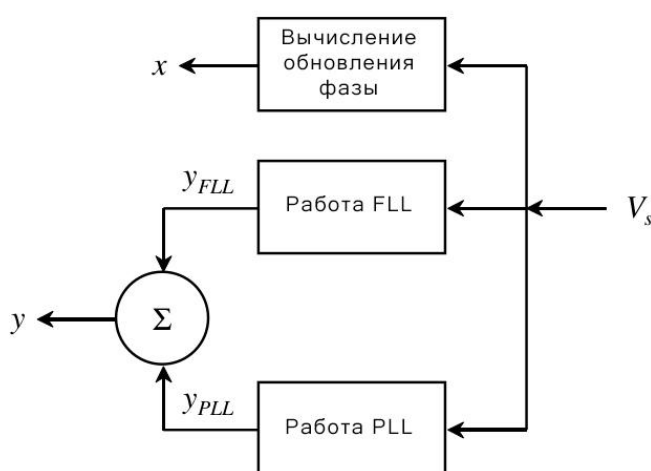 Вычисление
обновления
фазы
x
y_FLL
Работа FLL
V_s
y
Σ
y_PLL
Работа PLL